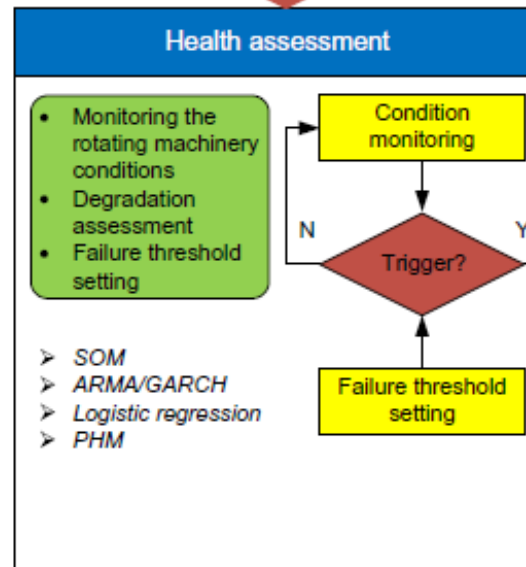 Health assessment
• Monitoring the
rotating machinery
conditions
• Degradation
assessment
• Failure threshold
setting
Condition
monitoring
N
Y
Trigger?
Failure threshold
setting
➢ SOM
➢ ARMA/GARCH
➢ Logistic regression
➢ PHM